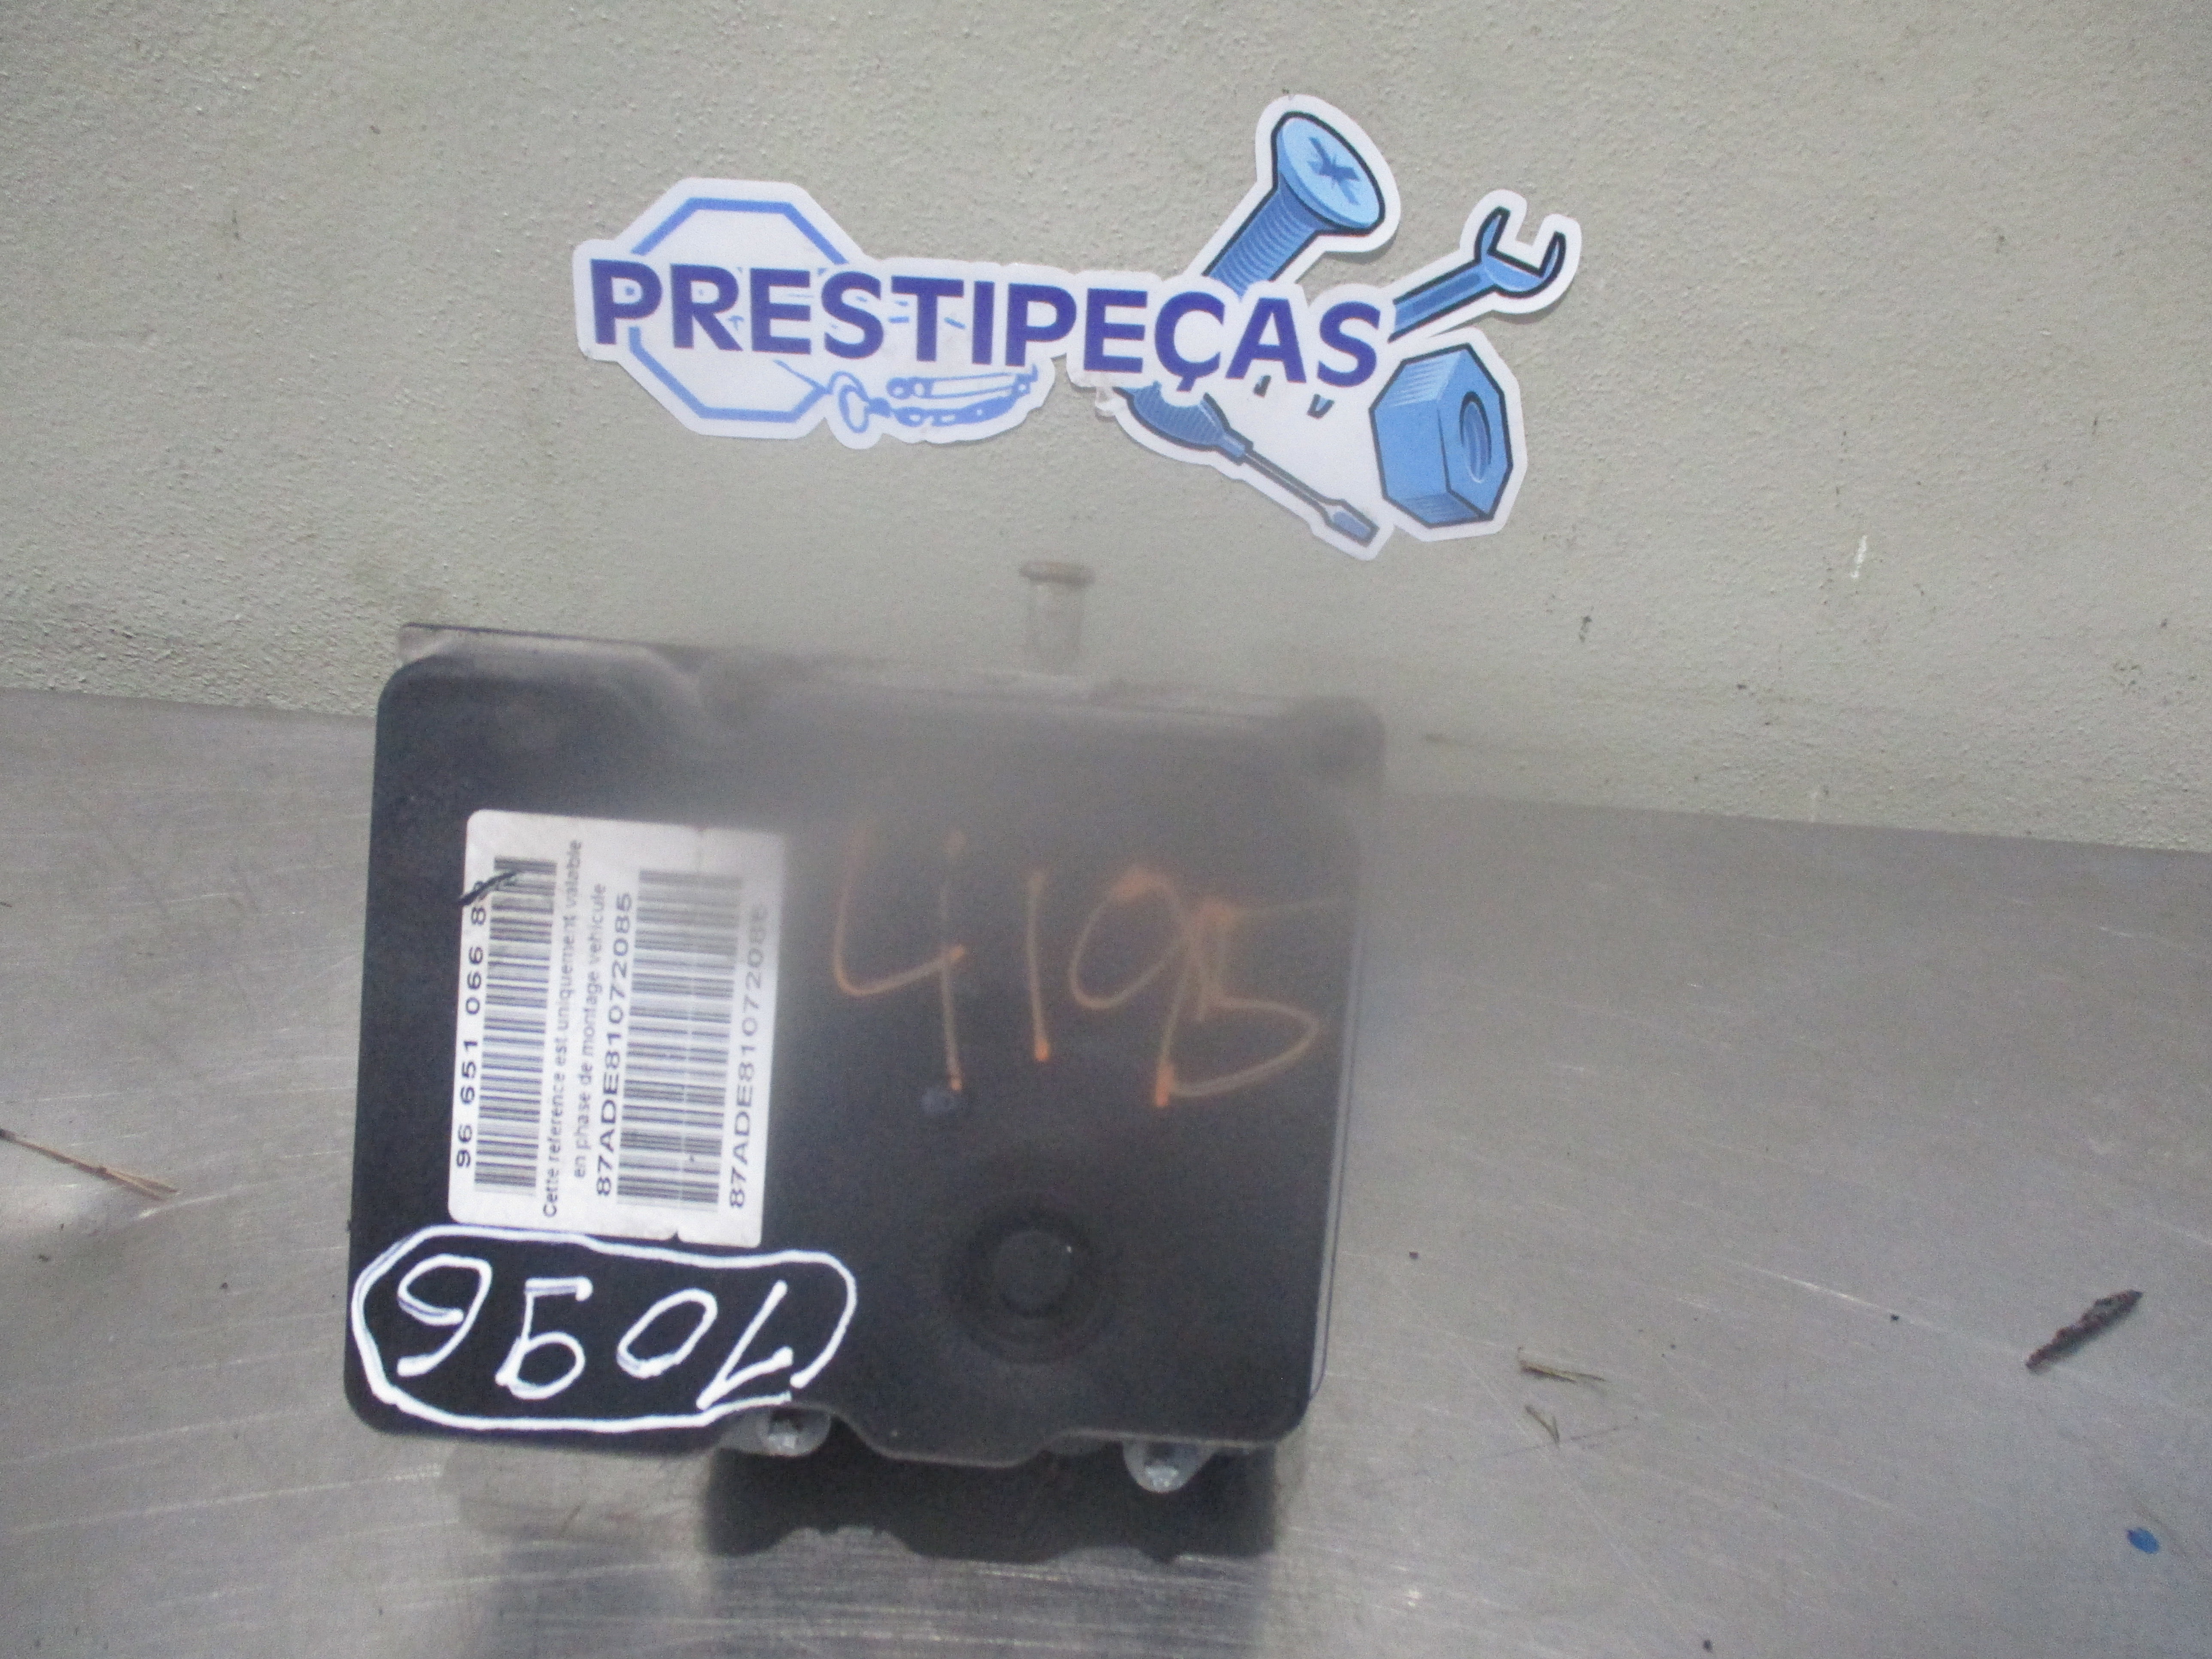 PRESTIPEÇAS
96 651 066 8
Cette reference est uniquement valable
en phase de montage vehicule
87ADE81072085
87ADE81072085
4195
1096